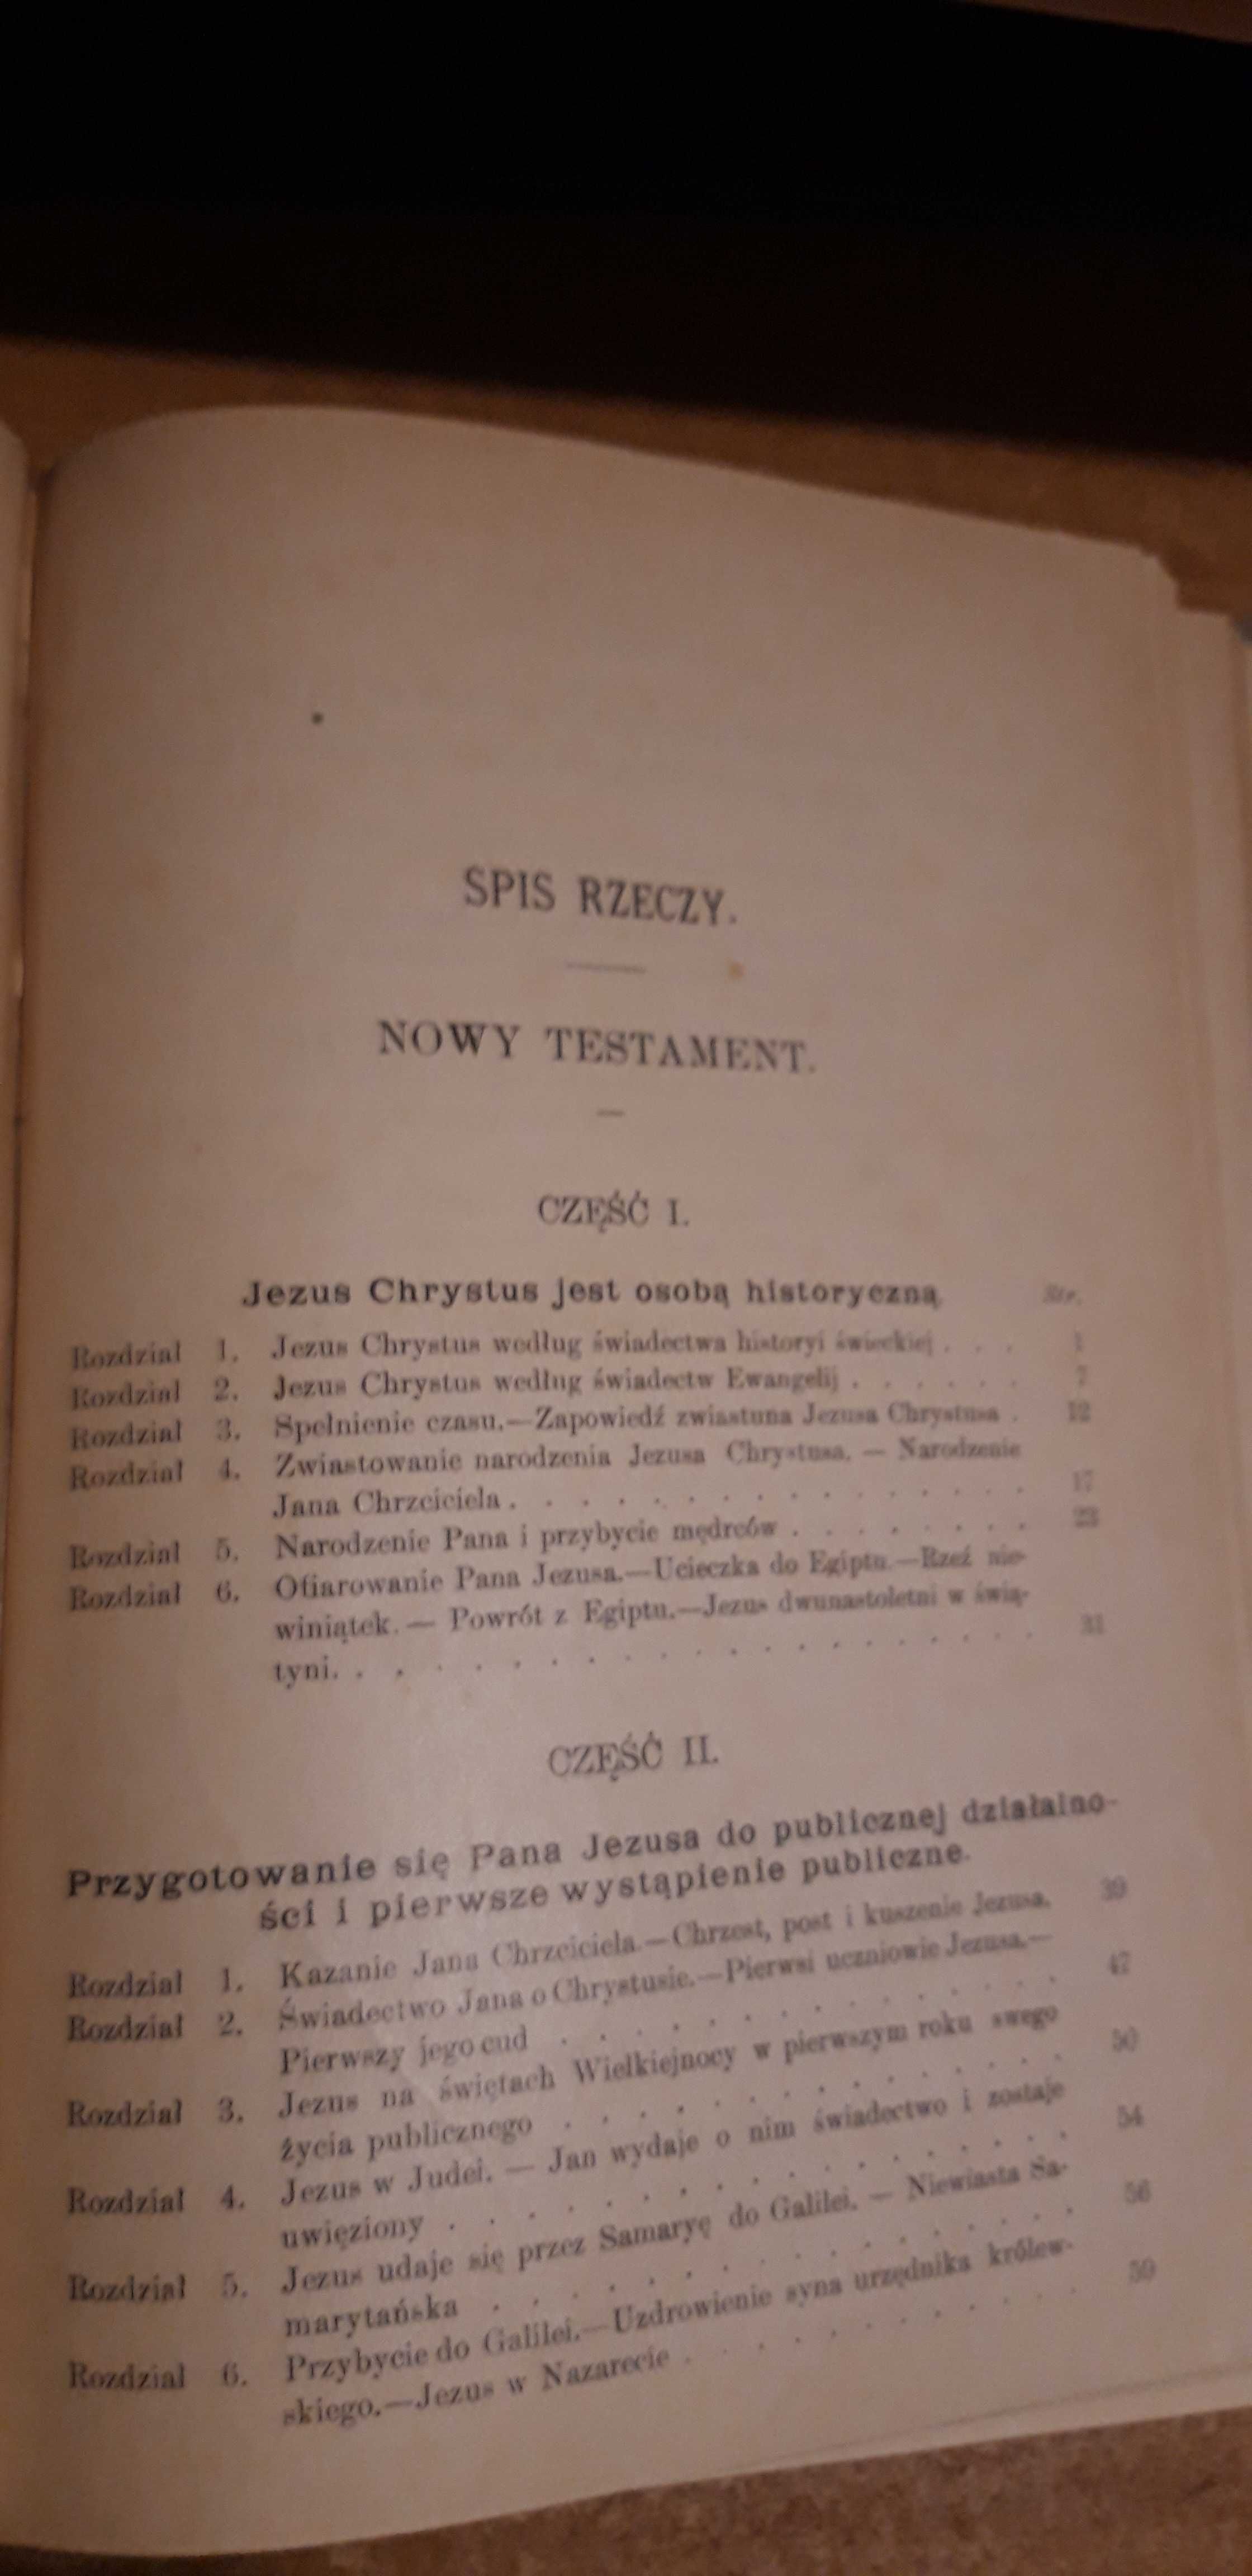 SPIS RZECZY.
NOWY TESTAMENT.
CZĘŚĆ I.
Jezus Chrystus jest osobą historyczną Str.
Rozdział 1. Jezus Chrystus według świadectwa historyi świeckiej . . . 1
Rozdział 2. Jezus Chrystus według świadectw Ewangelij . . . . . . 7
Rozdział 3. Spełnienie czasu.—Zapowiedź zwiastuna Jezusa Chrystusa . 12
Rozdział 4. Zwiastowanie narodzenia Jezusa Chrystusa. — Narodzenie
Jana Chrzciciela . . . . . . . . . . . . . . . 17
Rozdział 5. Narodzenie Pana i przybycie mędrców . . . . . . . . 23
Rozdział 6. Ofiarowanie Pana Jezusa.—Ucieczka do Egiptu.—Rzeź nie-
winiątek. — Powrót z Egiptu.—Jezus dwunastoletni w świą-
tyni. . . . . . . . . . . . . . . . . . . . 31
CZĘŚĆ II.
Przygotowanie się Pana Jezusa do publicznej działalno-
ści i pierwsze wystąpienie publiczne.
Rozdział 1. Kazanie Jana Chrzciciela.—Chrzest, post i kuszenie Jezusa. 39
Rozdział 2. Świadectwo Jana o Chrystusie.—Pierwsi uczniowie Jezusa.—
Pierwszy jego cud . . . . . . . . . . . . . . 47
Rozdział 3. Jezus na świętach Wielkiejnocy w pierwszym roku swego
życia publicznego . . . . . . . . . . . . . . 50
Rozdział 4. Jezus w Judei. — Jan wydaje o nim świadectwo i zostaje
uwięziony . . . . . . . . . . . . . . . . . 54
Rozdział 5. Jezus udaje się przez Samaryę do Galilei. — Niewiasta Sa-
marytańska . . . . . . . . . . . . . . . . 56
Rozdział 6. Przybycie do Galilei.—Uzdrowienie syna urzędnika królew-
skiego.—Jezus w Nazarecie . . . . . . . . . . . 59